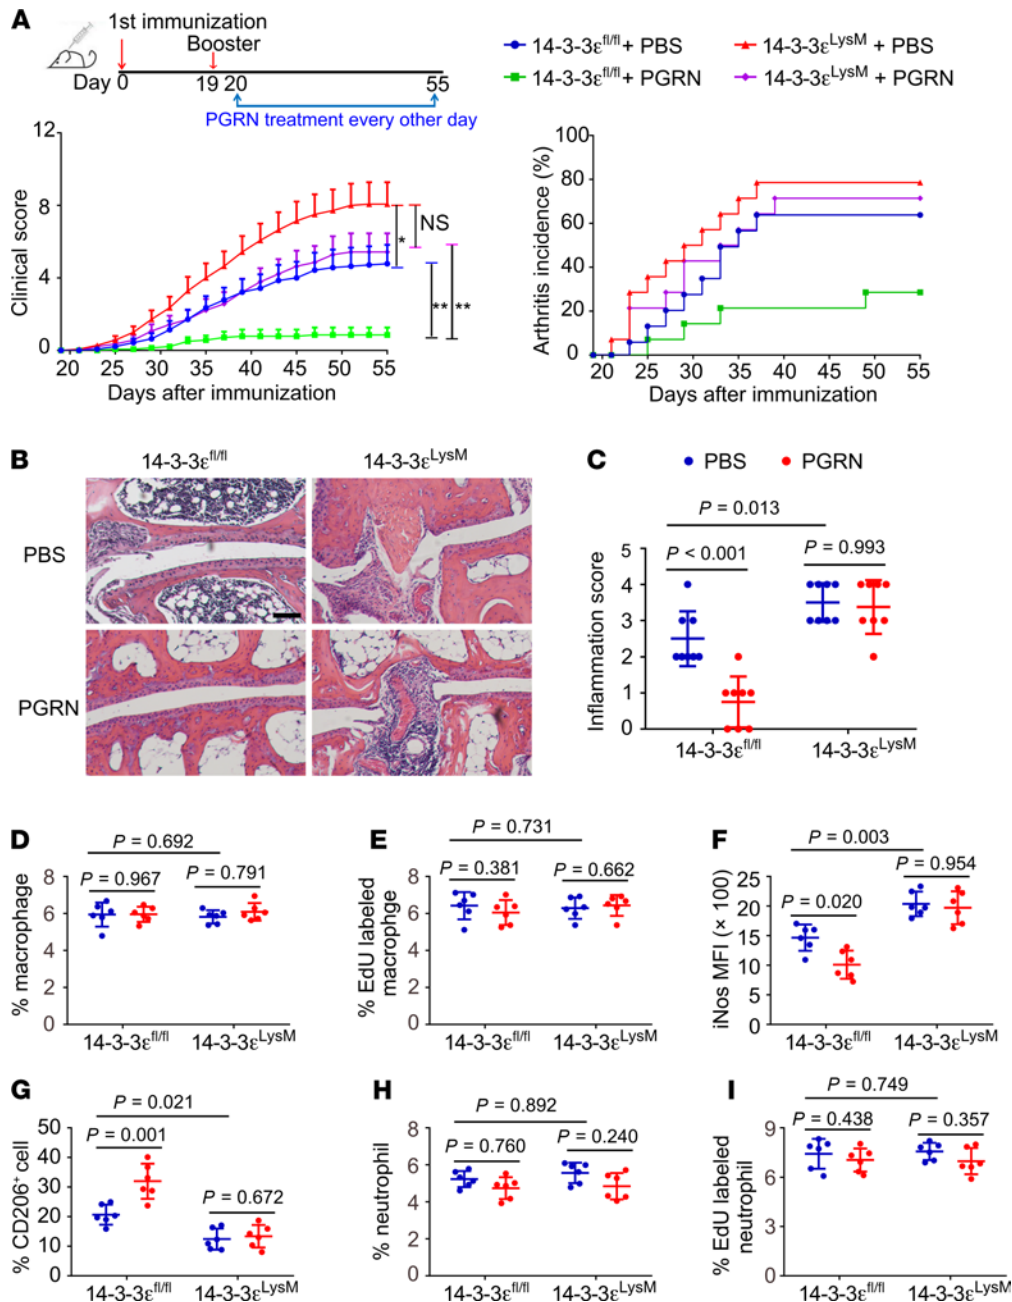 A
1st immunization
Booster
Day 0 19 20 55
PGRN treatment every other day
14-3-3ε^fl/fl + PBS
14-3-3ε^LysM + PBS
14-3-3ε^fl/fl + PGRN
14-3-3ε^LysM + PGRN
Clinical score
12
8
4
0
20 25 30 35 40 45 50 55
Days after immunization
NS
*
**
**
Arthritis incidence (%)
100
80
60
40
20
0
20 25 30 35 40 45 50 55
Days after immunization
B
14-3-3ε^fl/fl
14-3-3ε^LysM
PBS
PGRN
C
PBS
PGRN
P = 0.013
P < 0.001
P = 0.993
Inflammation score
5
4
3
2
1
0
14-3-3ε^fl/fl
14-3-3ε^LysM
D
P = 0.692
P = 0.967
P = 0.791
% macrophage
8
6
4
2
0
14-3-3ε^fl/fl
14-3-3ε^LysM
E
P = 0.731
P = 0.381
P = 0.662
% EdU labeled
macrophage
8
6
4
2
0
14-3-3ε^fl/fl
14-3-3ε^LysM
F
P = 0.003
P = 0.954
P = 0.020
iNos MFI (× 100)
25
20
15
10
5
0
14-3-3ε^fl/fl
14-3-3ε^LysM
G
P = 0.021
P = 0.001
P = 0.672
% CD206⁺ cell
50
40
30
20
10
0
14-3-3ε^fl/fl
14-3-3ε^LysM
H
P = 0.892
P = 0.760
P = 0.240
% neutrophil
8
6
4
2
0
14-3-3ε^fl/fl
14-3-3ε^LysM
I
P = 0.749
P = 0.438
P = 0.357
% EdU labeled
neutrophil
9
6
3
0
14-3-3ε^fl/fl
14-3-3ε^LysM